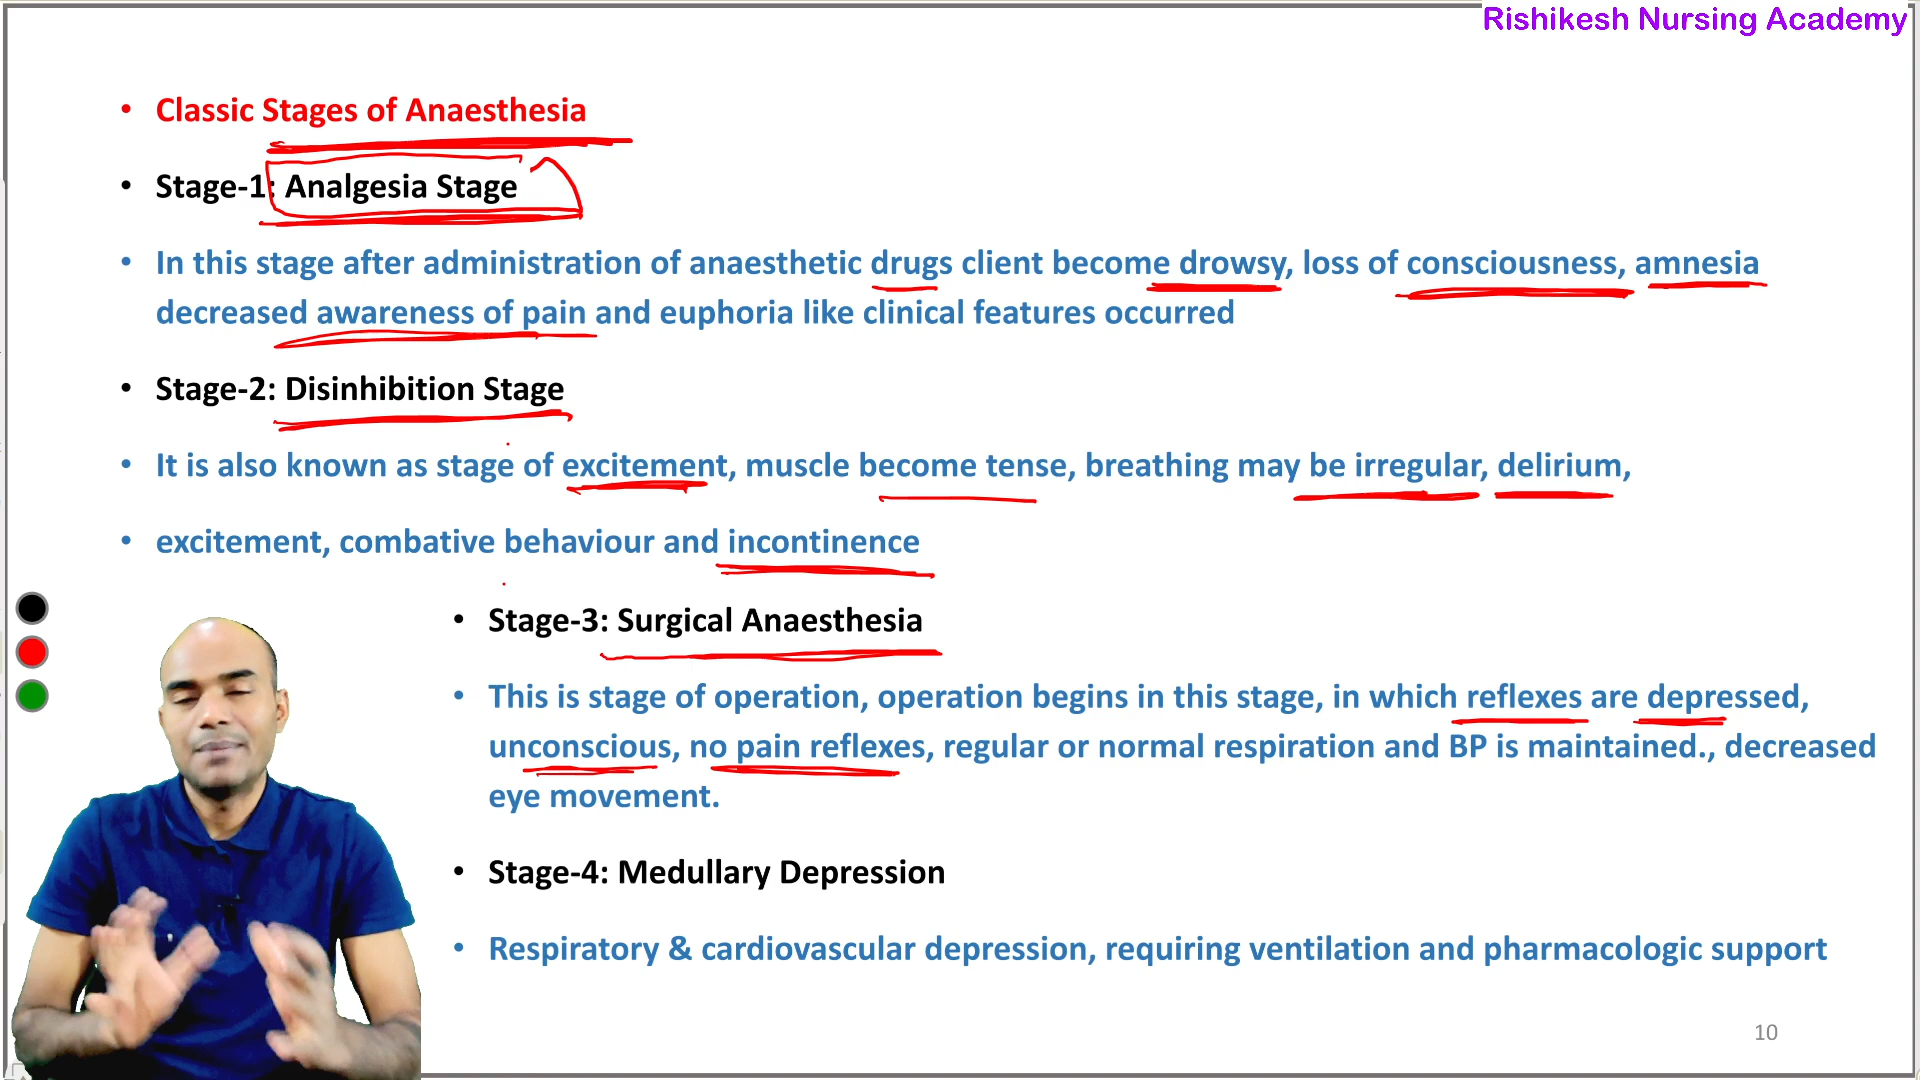 Rishikesh Nursing Academy
• Classic Stages of Anaesthesia
• Stage-1: Analgesia Stage
• In this stage after administration of anaesthetic drugs client become drowsy, loss of consciousness, amnesia
decreased awareness of pain and euphoria like clinical features occurred
• Stage-2: Disinhibition Stage
• It is also known as stage of excitement, muscle become tense, breathing may be irregular, delirium,
• excitement, combative behaviour and incontinence
• Stage-3: Surgical Anaesthesia
• This is stage of operation, operation begins in this stage, in which reflexes are depressed,
unconscious, no pain reflexes, regular or normal respiration and BP is maintained., decreased
eye movement.
• Stage-4: Medullary Depression
• Respiratory & cardiovascular depression, requiring ventilation and pharmacologic support
10